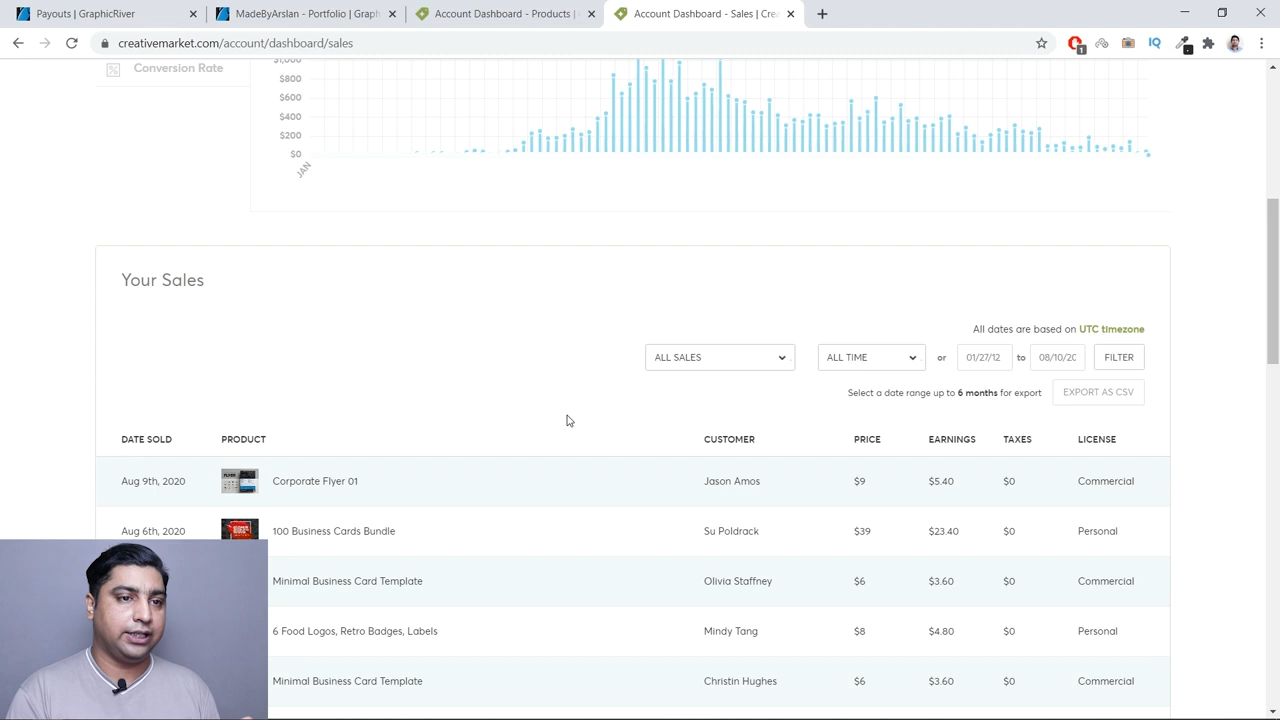 Payouts | GraphicRiver
MadeByArslan - Portfolio | Graph
Account Dashboard - Products |
Account Dashboard - Sales | Cre
creativemarket.com/account/dashboard/sales
1
IQ
Conversion Rate
$1,000
$800
$600
$400
$200
$0
JAN
Your Sales
All dates are based on UTC timezone
ALL SALES
ALL TIME
or
01/27/12
to
08/10/20
FILTER
Select a date range up to 6 months for export
EXPORT AS CSV
DATE SOLD PRODUCT CUSTOMER PRICE EARNINGS TAXES LICENSE
Aug 9th, 2020 Corporate Flyer 01 Jason Amos $9 $5.40 $0 Commercial
Aug 6th, 2020 100 Business Cards Bundle Su Poldrack $39 $23.40 $0 Personal
Minimal Business Card Template Olivia Staffney $6 $3.60 $0 Commercial
6 Food Logos, Retro Badges, Labels Mindy Tang $8 $4.80 $0 Personal
Minimal Business Card Template Christin Hughes $6 $3.60 $0 Commercial